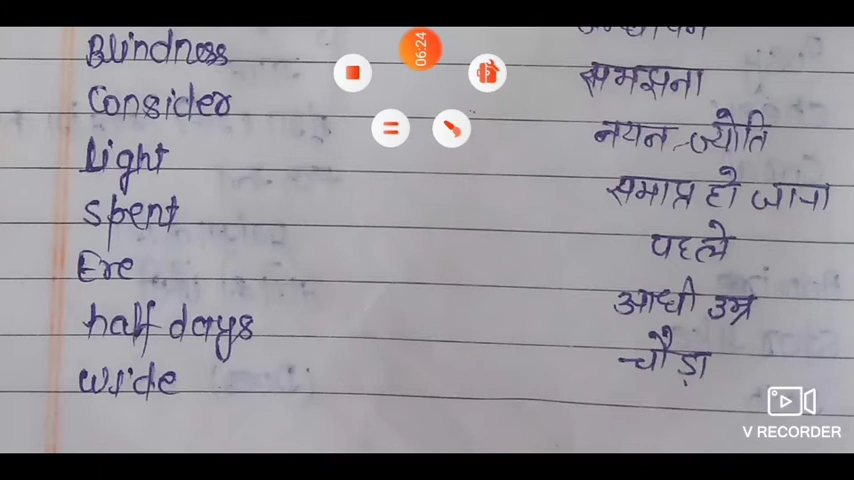 Blindness
Consider समझना
Light नयन-ज्योति
spent समाप्त हो जाना
Ere पहले
half days आधी उम्र
wide चौड़ा
06:24
V RECORDER